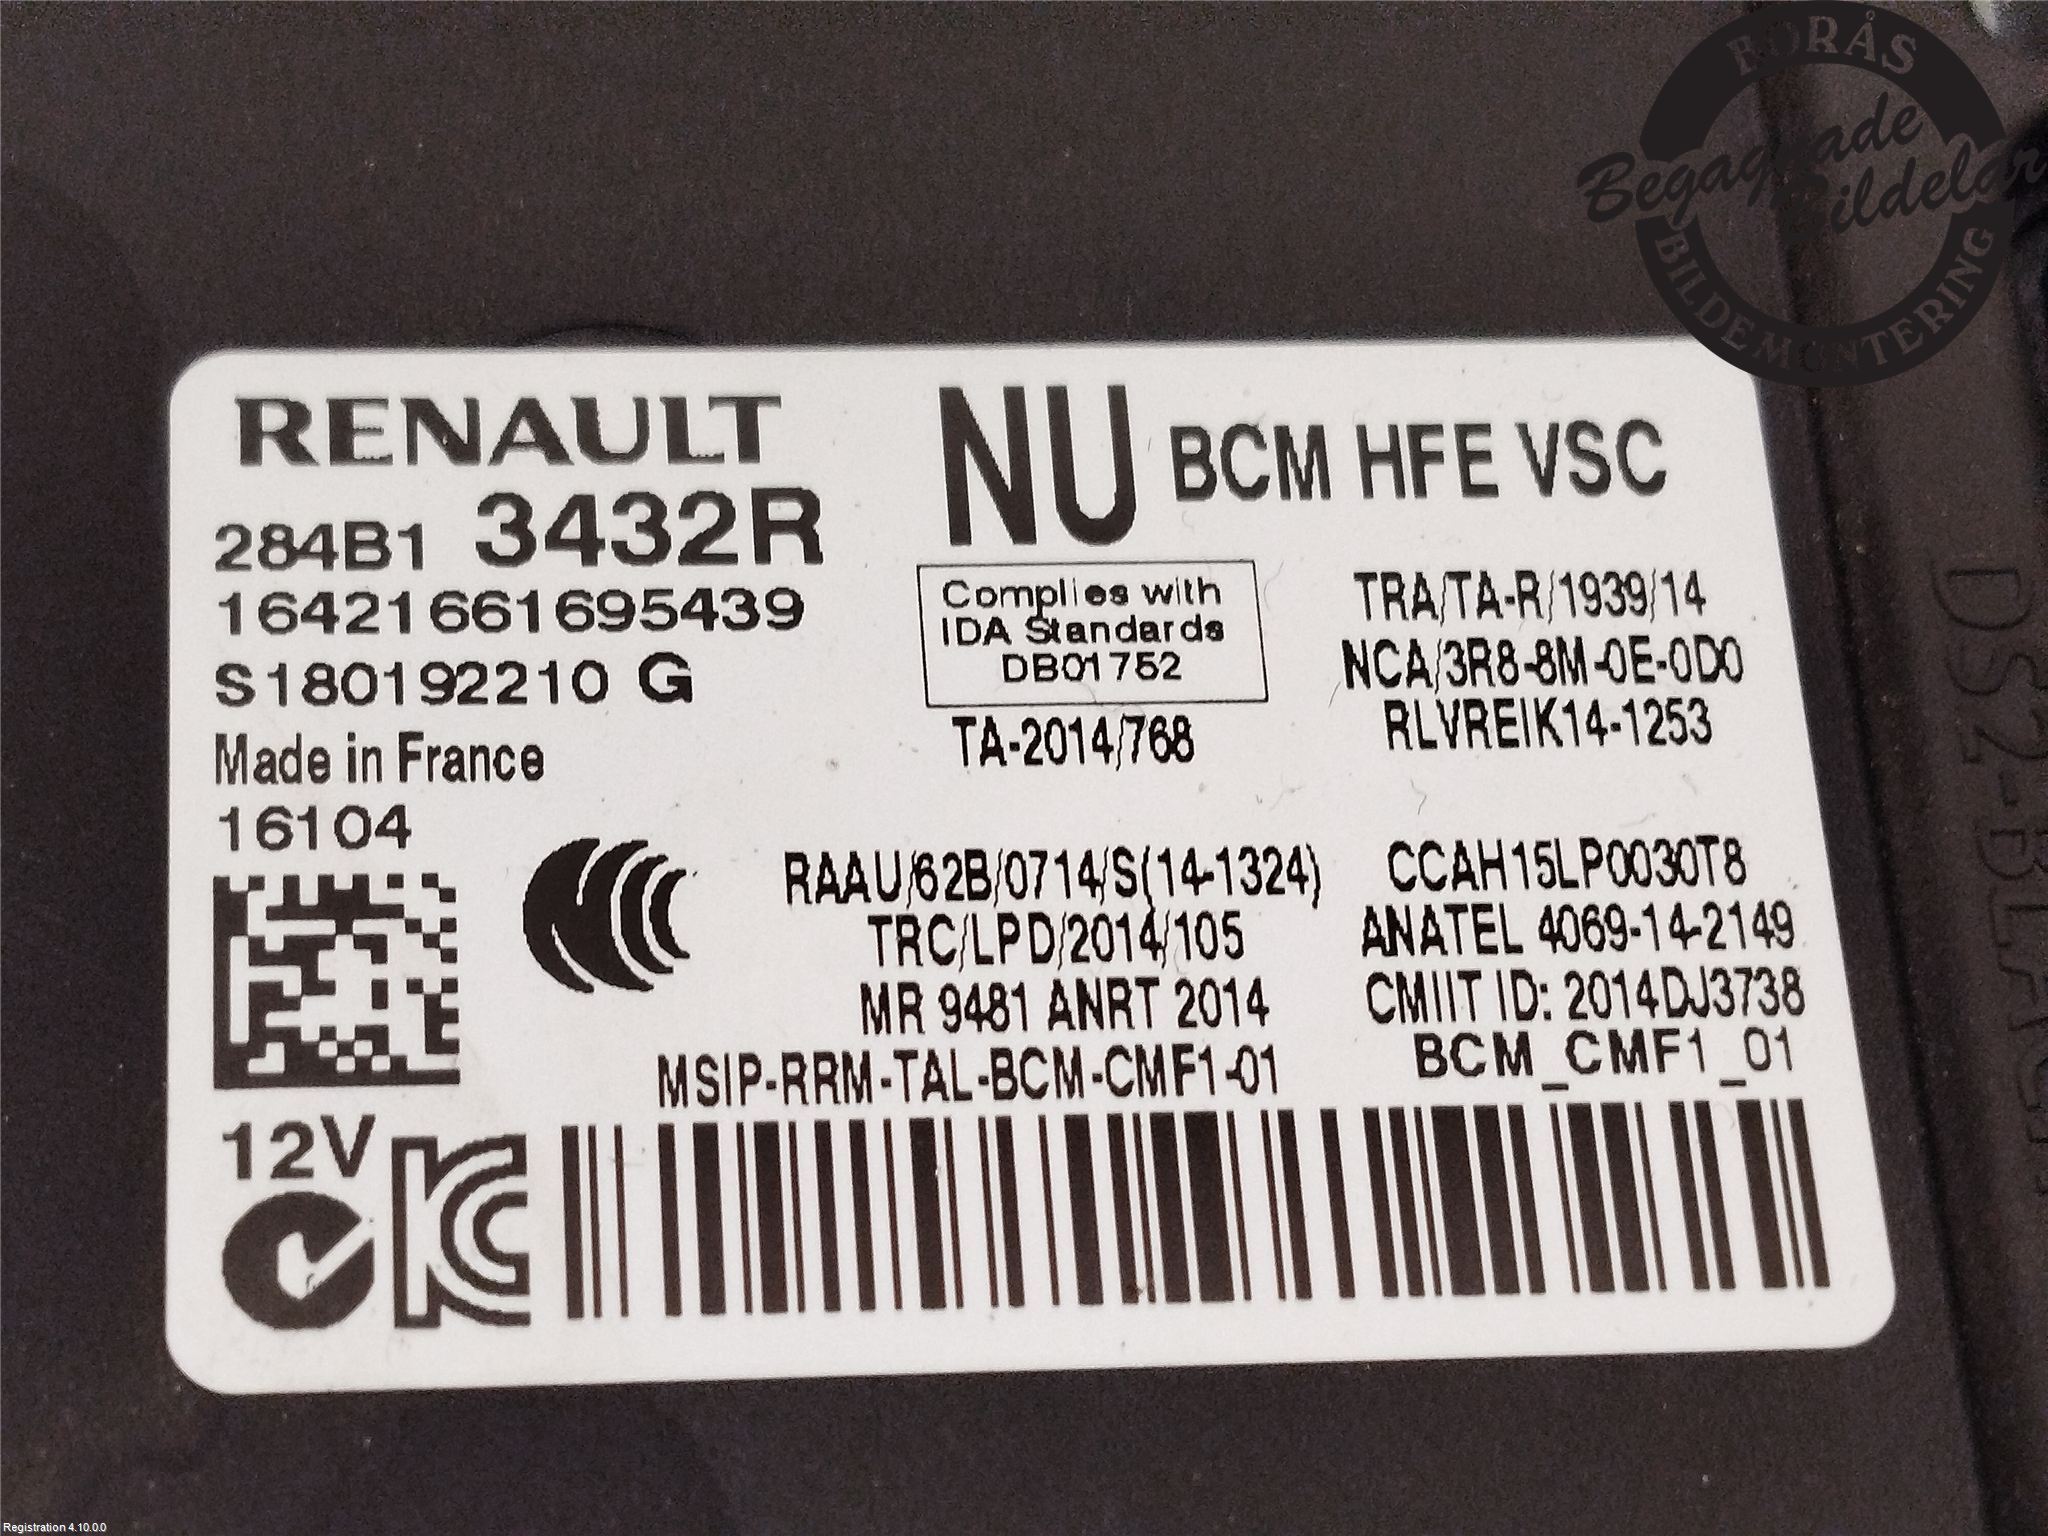 BORÅS
Begagnade
Bildelar
BILDEMONTERING
RENAULT
NU BCM HFE VSC
284B1 3432R
16421661695439
S180192210 G
Made in France
16104
Complies with
IDA Standards
DB01752
TA-2014/768
TRA/TA-R/1939/14
NCA/3R8-8M-0E-0D0
RLVREIK14-1253
RAAU/62B/0714/S(14-1324)
TRC/LPD/2014/105
MR 9481 ANRT 2014
MSIP-RRM-TAL-BCM-CMF1-01
CCAH15LP0030T8
ANATEL 4069-14-2149
CMIIT ID: 2014DJ3738
BCM_CMF1_01
12V
DS2-BLACK
Registration 4.10.0.0